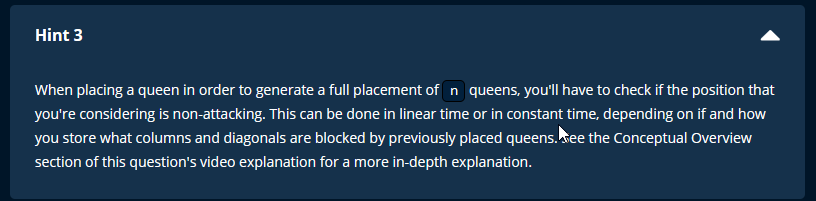 Hint 3
When placing a queen in order to generate a full placement of n queens, you'll have to check if the position that
you're considering is non-attacking. This can be done in linear time or in constant time, depending on if and how
you store what columns and diagonals are blocked by previously placed queens. See the Conceptual Overview
section of this question's video explanation for a more in-depth explanation.